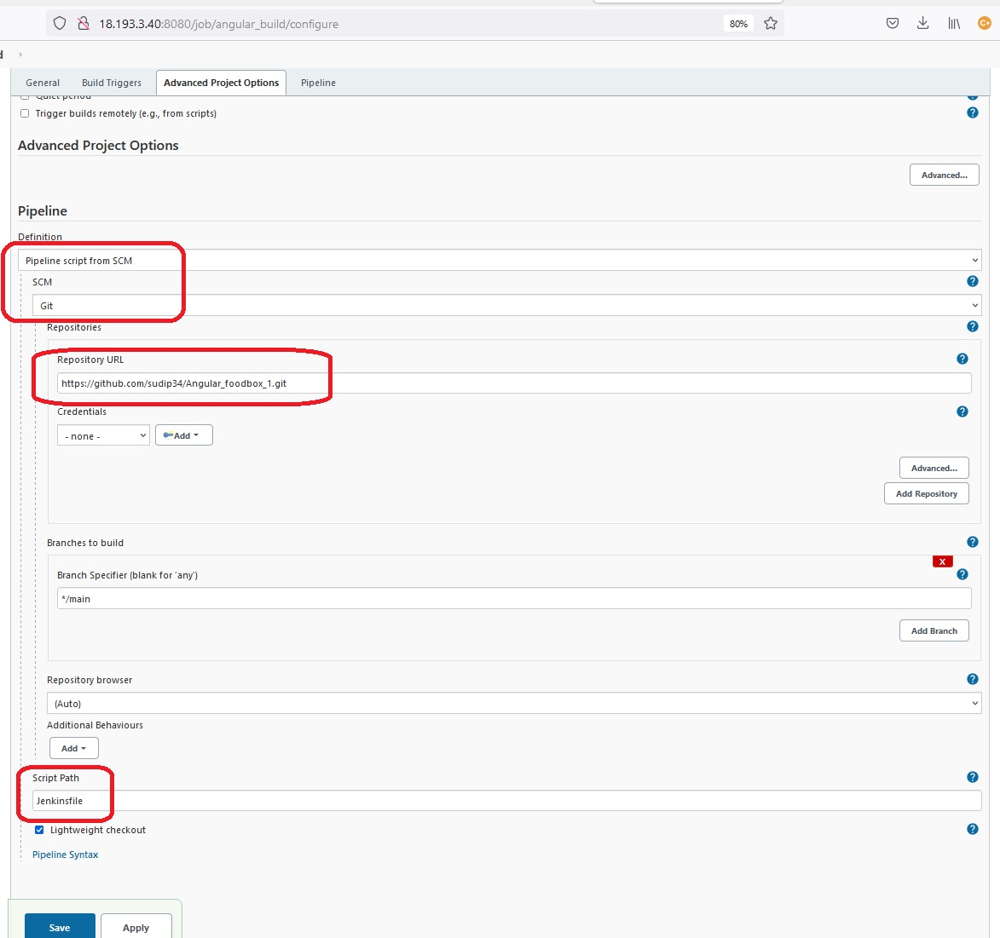 18.193.3.40:8080/job/angular_build/configure
80%
C+
d
General Build Triggers Advanced Project Options Pipeline
Quiet period
?
Trigger builds remotely (e.g., from scripts)
?
Advanced Project Options
Advanced...
Pipeline
Definition
Pipeline script from SCM
SCM
?
Git
Repositories
?
Repository URL
?
https://github.com/sudip34/Angular_foodbox_1.git
Credentials
?
- none -
Add
Advanced...
Add Repository
Branches to build
?
X
Branch Specifier (blank for 'any')
?
*/main
Add Branch
Repository browser
?
(Auto)
Additional Behaviours
Add
Script Path
?
Jenkinsfile
Lightweight checkout
?
Pipeline Syntax
Save Apply